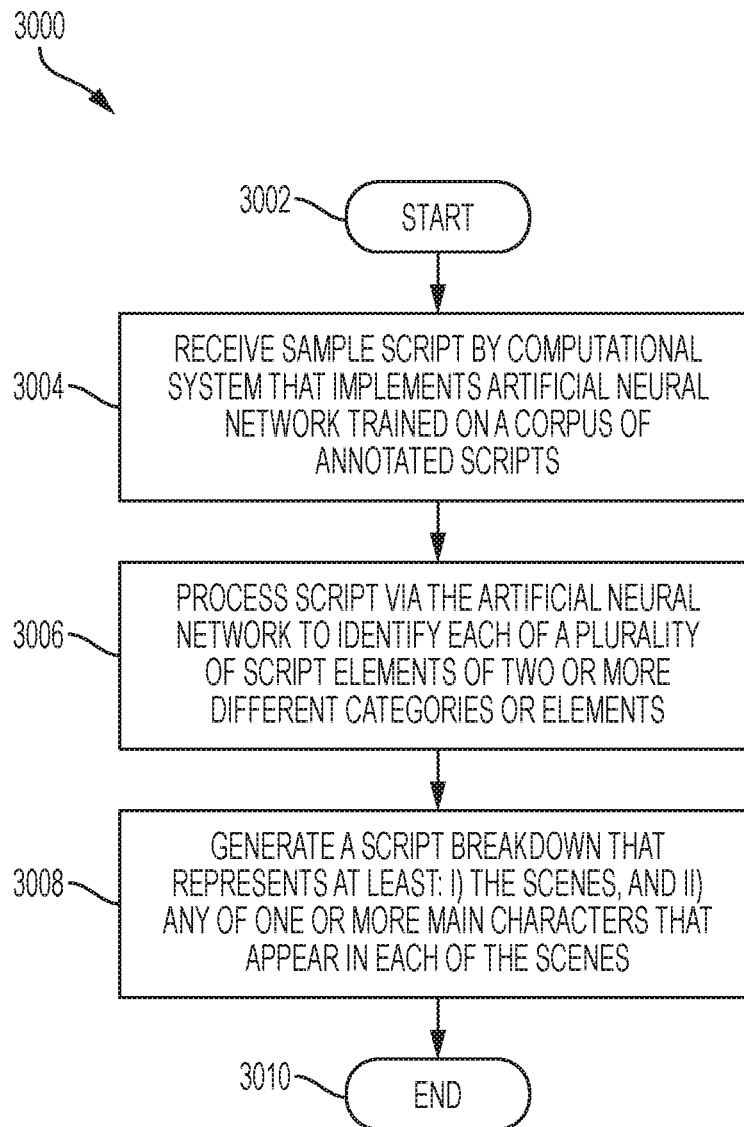 3000
3002
START
3004
RECEIVE SAMPLE SCRIPT BY COMPUTATIONAL
SYSTEM THAT IMPLEMENTS ARTIFICIAL NEURAL
NETWORK TRAINED ON A CORPUS OF
ANNOTATED SCRIPTS
3006
PROCESS SCRIPT VIA THE ARTIFICIAL NEURAL
NETWORK TO IDENTIFY EACH OF A PLURALITY
OF SCRIPT ELEMENTS OF TWO OR MORE
DIFFERENT CATEGORIES OR ELEMENTS
3008
GENERATE A SCRIPT BREAKDOWN THAT
REPRESENTS AT LEAST: I) THE SCENES, AND II)
ANY OF ONE OR MORE MAIN CHARACTERS THAT
APPEAR IN EACH OF THE SCENES
3010
END